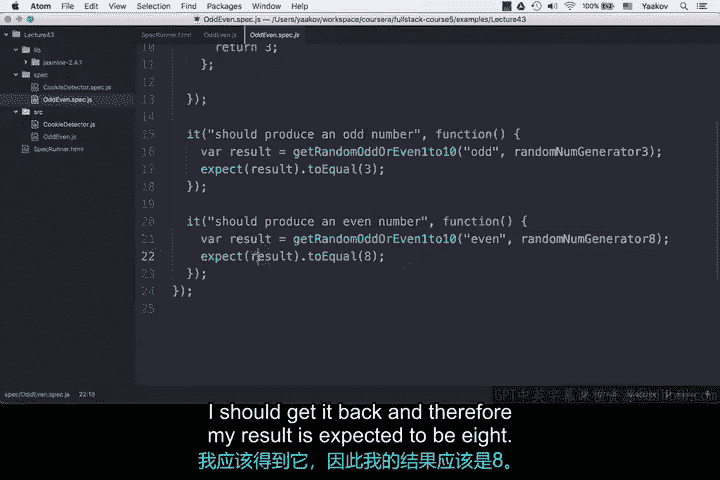 Atom File Edit View Selection Find Packages Window Help 100% Yaakov
OddEven.spec.js — /Users/yaakov/workspace/coursera/fullstack-course5/examples/Lecture43
Lecture43
lib
jasmine-2.4.1
spec
CookieDetector.spec.js
OddEven.spec.js
src
CookieDetector.js
OddEven.js
SpecRunner.html
SpecRunner.html OddEven.js OddEven.spec.js
10 return 3;
11 };
12
13 });
14
15 it("should produce an odd number", function() {
16 var result = getRandomOddOrEven1to10("odd", randomNumGenerator3);
17 expect(result).toEqual(3);
18 });
19
20 it("should produce an even number", function() {
21 var result = getRandomOddOrEven1to10("even", randomNumGenerator8);
22 expect(result).toEqual(8);
23 });
24 });
25
spec/OddEven.spec.js 22:13
I should get it back and therefore
my result is expected to be eight.
我应该得到它，因此我的结果应该是8。